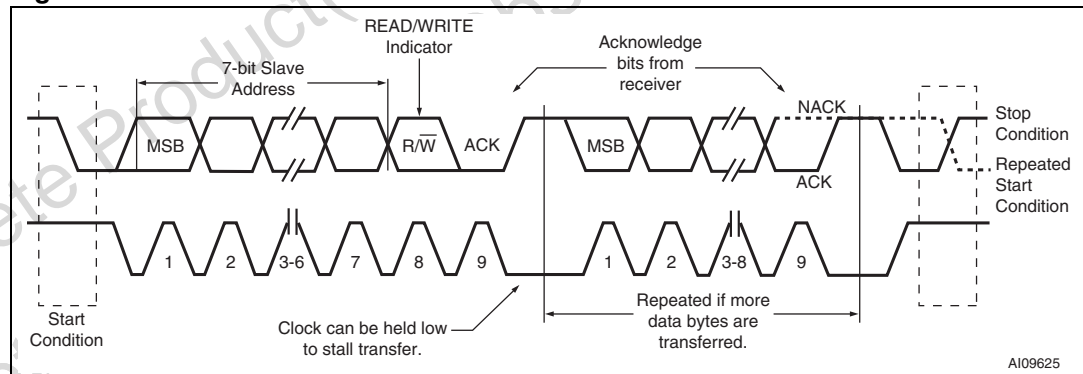 READ/WRITE
Indicator
7-bit Slave
Address
Acknowledge
bits from
receiver
NACK
Stop
Condition
MSB
R/W̅
ACK
MSB
ACK
Repeated
Start
Condition
1 2 3-6 7 8 9 1 2 3-8 9
Start
Condition
Clock can be held low
to stall transfer.
Repeated if more
data bytes are
transferred.
AI09625